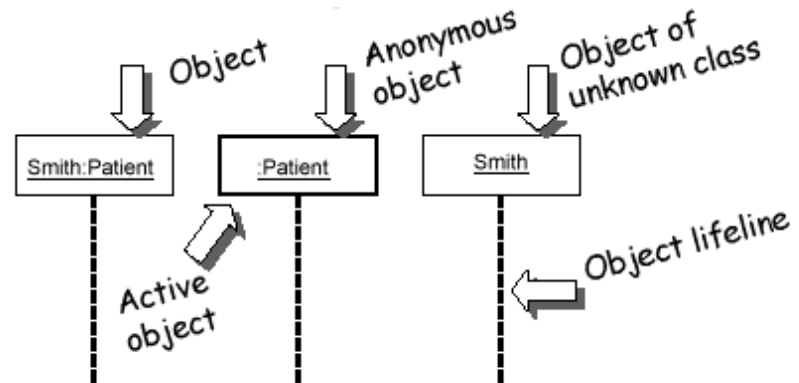 Object
Anonymous
object
Object of
unknown class
Smith:Patient
:Patient
Smith
Active
object
Object lifeline